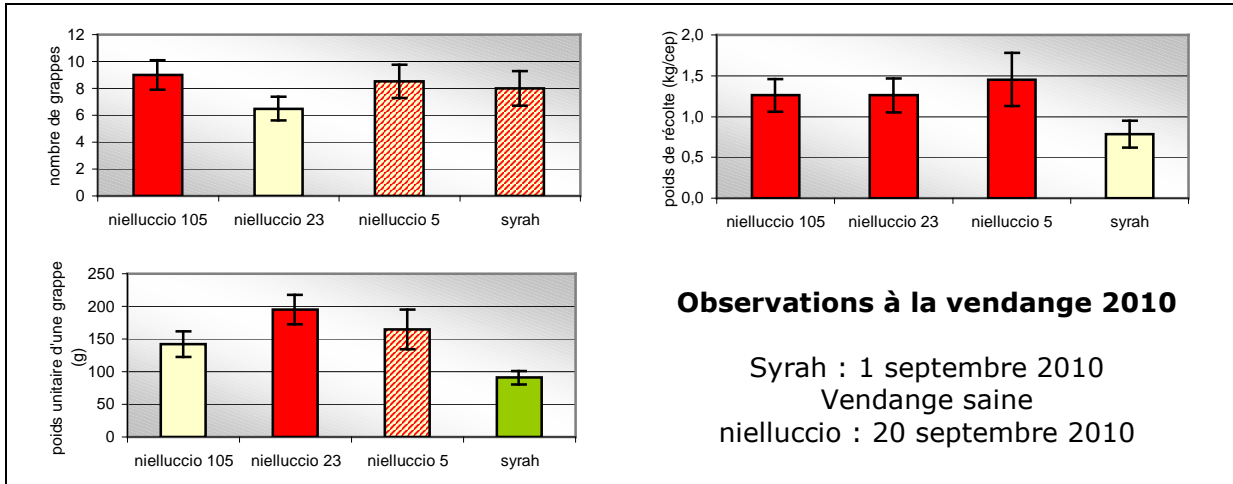 nombre de grappes
12
10
8
6
4
2
0
nielluccio 105 nielluccio 23 nielluccio 5 syrah
poids de récolte (kg/cep)
2,0
1,5
1,0
0,5
0,0
nielluccio 105 nielluccio 23 nielluccio 5 syrah
poids unitaire d'une grappe
(g)
250
200
150
100
50
0
nielluccio 105 nielluccio 23 nielluccio 5 syrah
Observations à la vendange 2010
Syrah : 1 septembre 2010
Vendange saine
nielluccio : 20 septembre 2010